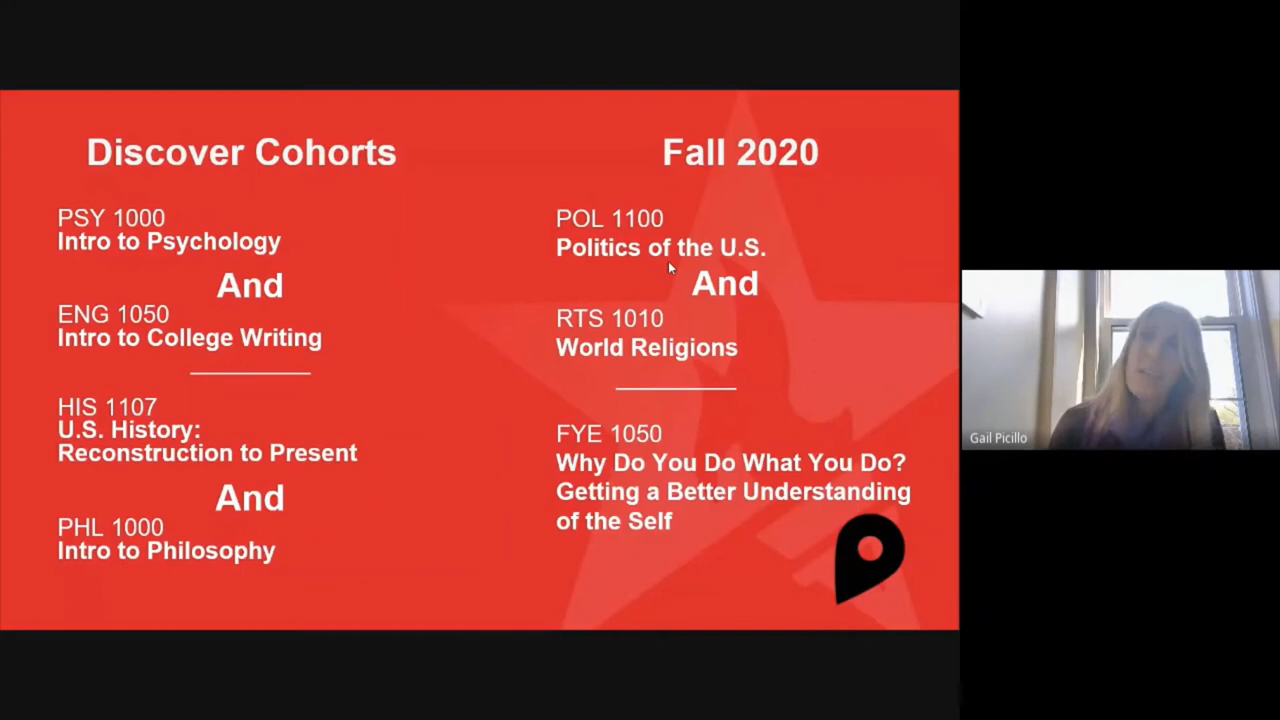 Discover Cohorts
PSY 1000
Intro to Psychology
And
ENG 1050
Intro to College Writing
HIS 1107
U.S. History:
Reconstruction to Present
And
PHL 1000
Intro to Philosophy
Fall 2020
POL 1100
Politics of the U.S.
And
RTS 1010
World Religions
FYE 1050
Why Do You Do What You Do?
Getting a Better Understanding
of the Self
Gail Picillo